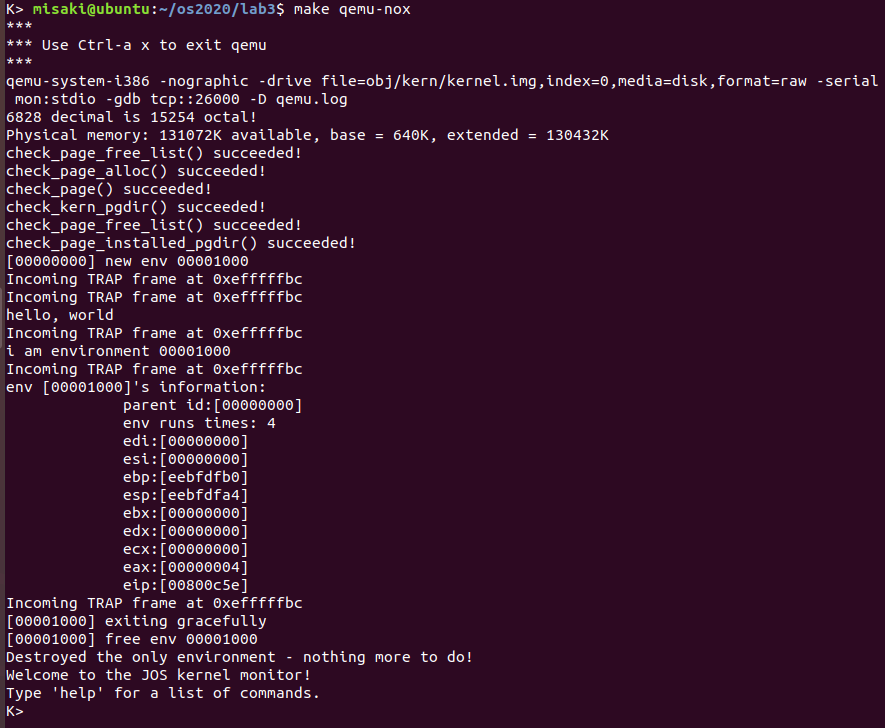 K> misaki@ubuntu:~/os2020/lab3$ make qemu-nox
***
*** Use Ctrl-a x to exit qemu
***
qemu-system-i386 -nographic -drive file=obj/kern/kernel.img,index=0,media=disk,format=raw -serial
 mon:stdio -gdb tcp::26000 -D qemu.log
6828 decimal is 15254 octal!
Physical memory: 131072K available, base = 640K, extended = 130432K
check_page_free_list() succeeded!
check_page_alloc() succeeded!
check_page() succeeded!
check_kern_pgdir() succeeded!
check_page_free_list() succeeded!
check_page_installed_pgdir() succeeded!
[00000000] new env 00001000
Incoming TRAP frame at 0xefffffbc
Incoming TRAP frame at 0xefffffbc
hello, world
Incoming TRAP frame at 0xefffffbc
i am environment 00001000
Incoming TRAP frame at 0xefffffbc
env [00001000]'s information:
             parent id:[00000000]
             env runs times: 4
             edi:[00000000]
             esi:[00000000]
             ebp:[eebfdfb0]
             esp:[eebfdfa4]
             ebx:[00000000]
             edx:[00000000]
             ecx:[00000000]
             eax:[00000004]
             eip:[00800c5e]
Incoming TRAP frame at 0xefffffbc
[00001000] exiting gracefully
[00001000] free env 00001000
Destroyed the only environment - nothing more to do!
Welcome to the JOS kernel monitor!
Type 'help' for a list of commands.
K>